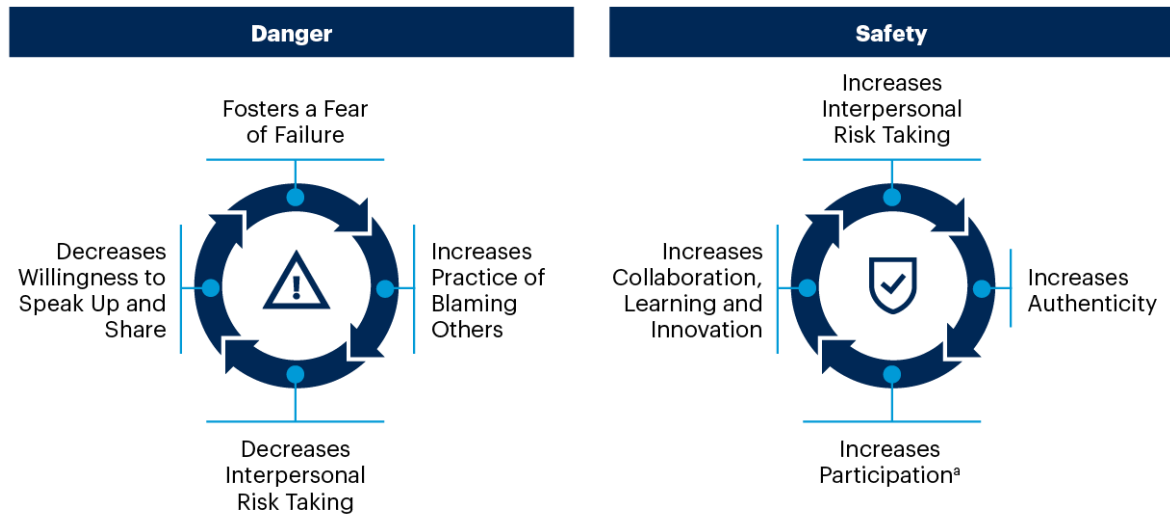 Danger
Fosters a Fear
of Failure
Increases
Practice of
Blaming
Others
Decreases
Interpersonal
Risk Taking
Decreases
Willingness to
Speak Up and
Share
!
Safety
Increases
Interpersonal
Risk Taking
Increases
Authenticity
Increases
Participationᵃ
Increases
Collaboration,
Learning and
Innovation